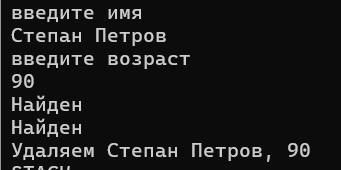 введите имя
Степан Петров
введите возраст
90
Найден
Найден
Удаляем Степан Петров, 90